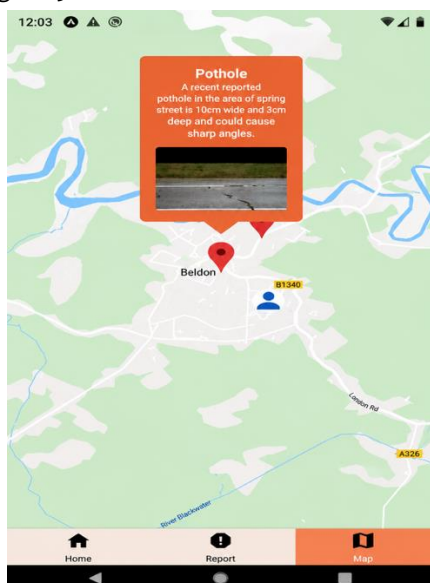 12:03
Pothole
A recent reported
pothole in the area of spring
street is 10cm wide and 3cm
deep and could cause
sharp angles.
Beldon
B1340
London Rd
A326
River Blackwater
Home
Report
Map